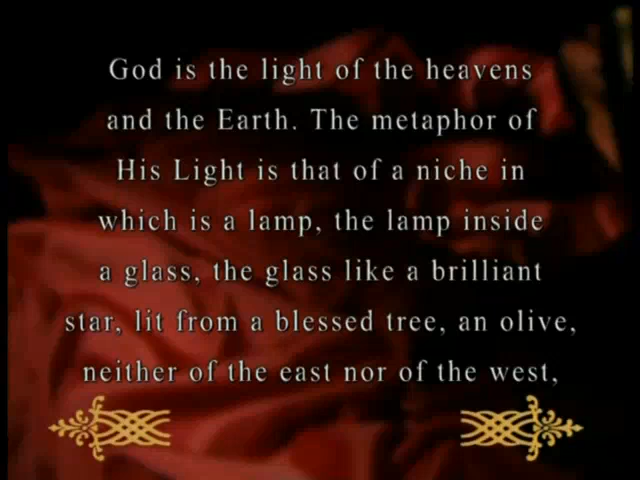 God is the light of the heavens
and the Earth. The metaphor of
His Light is that of a niche in
which is a lamp, the lamp inside
a glass, the glass like a brilliant
star, lit from a blessed tree, an olive,
neither of the east nor of the west,